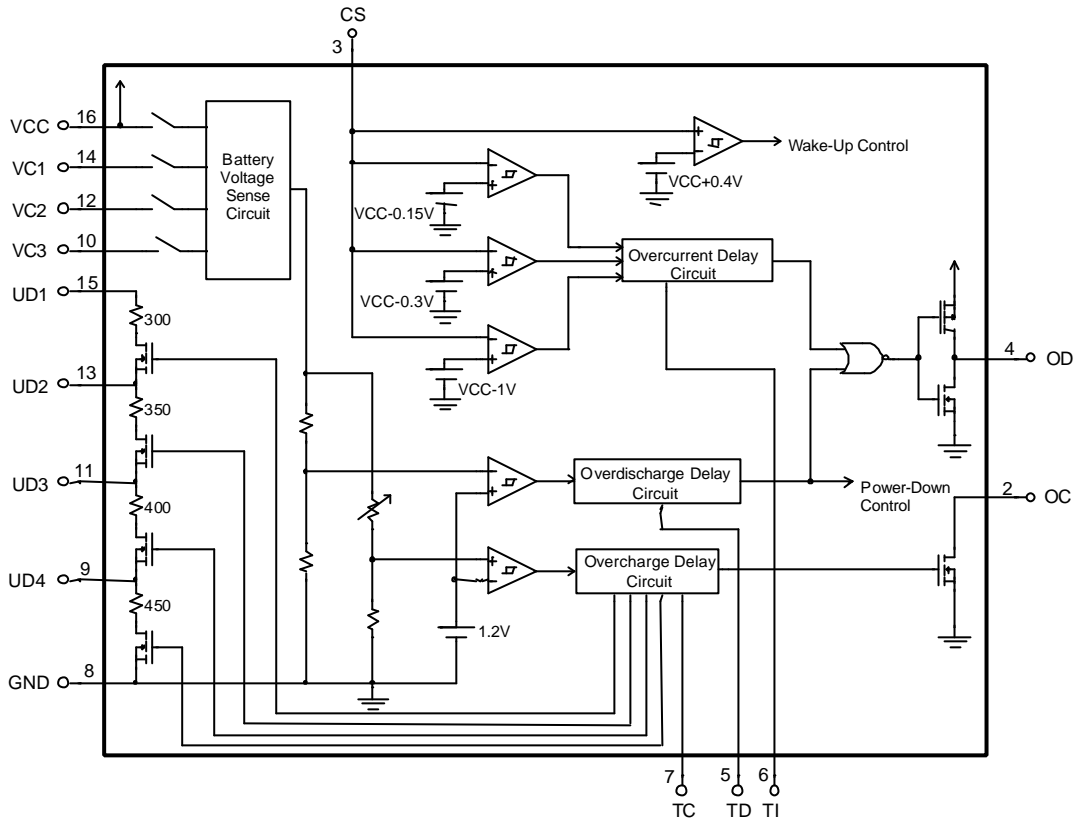 CS
3
VCC
16
VC1
14
VC2
12
VC3
10
UD1
15
UD2
13
UD3
11
UD4
9
GND
8
300
350
400
450
Battery
Voltage
Sense
Circuit
VCC+0.4V
Wake-Up Control
VCC-0.15V
VCC-0.3V
VCC-1V
Overcurrent Delay
Circuit
4
OD
Overdischarge Delay
Circuit
Power-Down
Control
2
OC
Overcharge Delay
Circuit
1.2V
7
5
6
TC
TD
TI